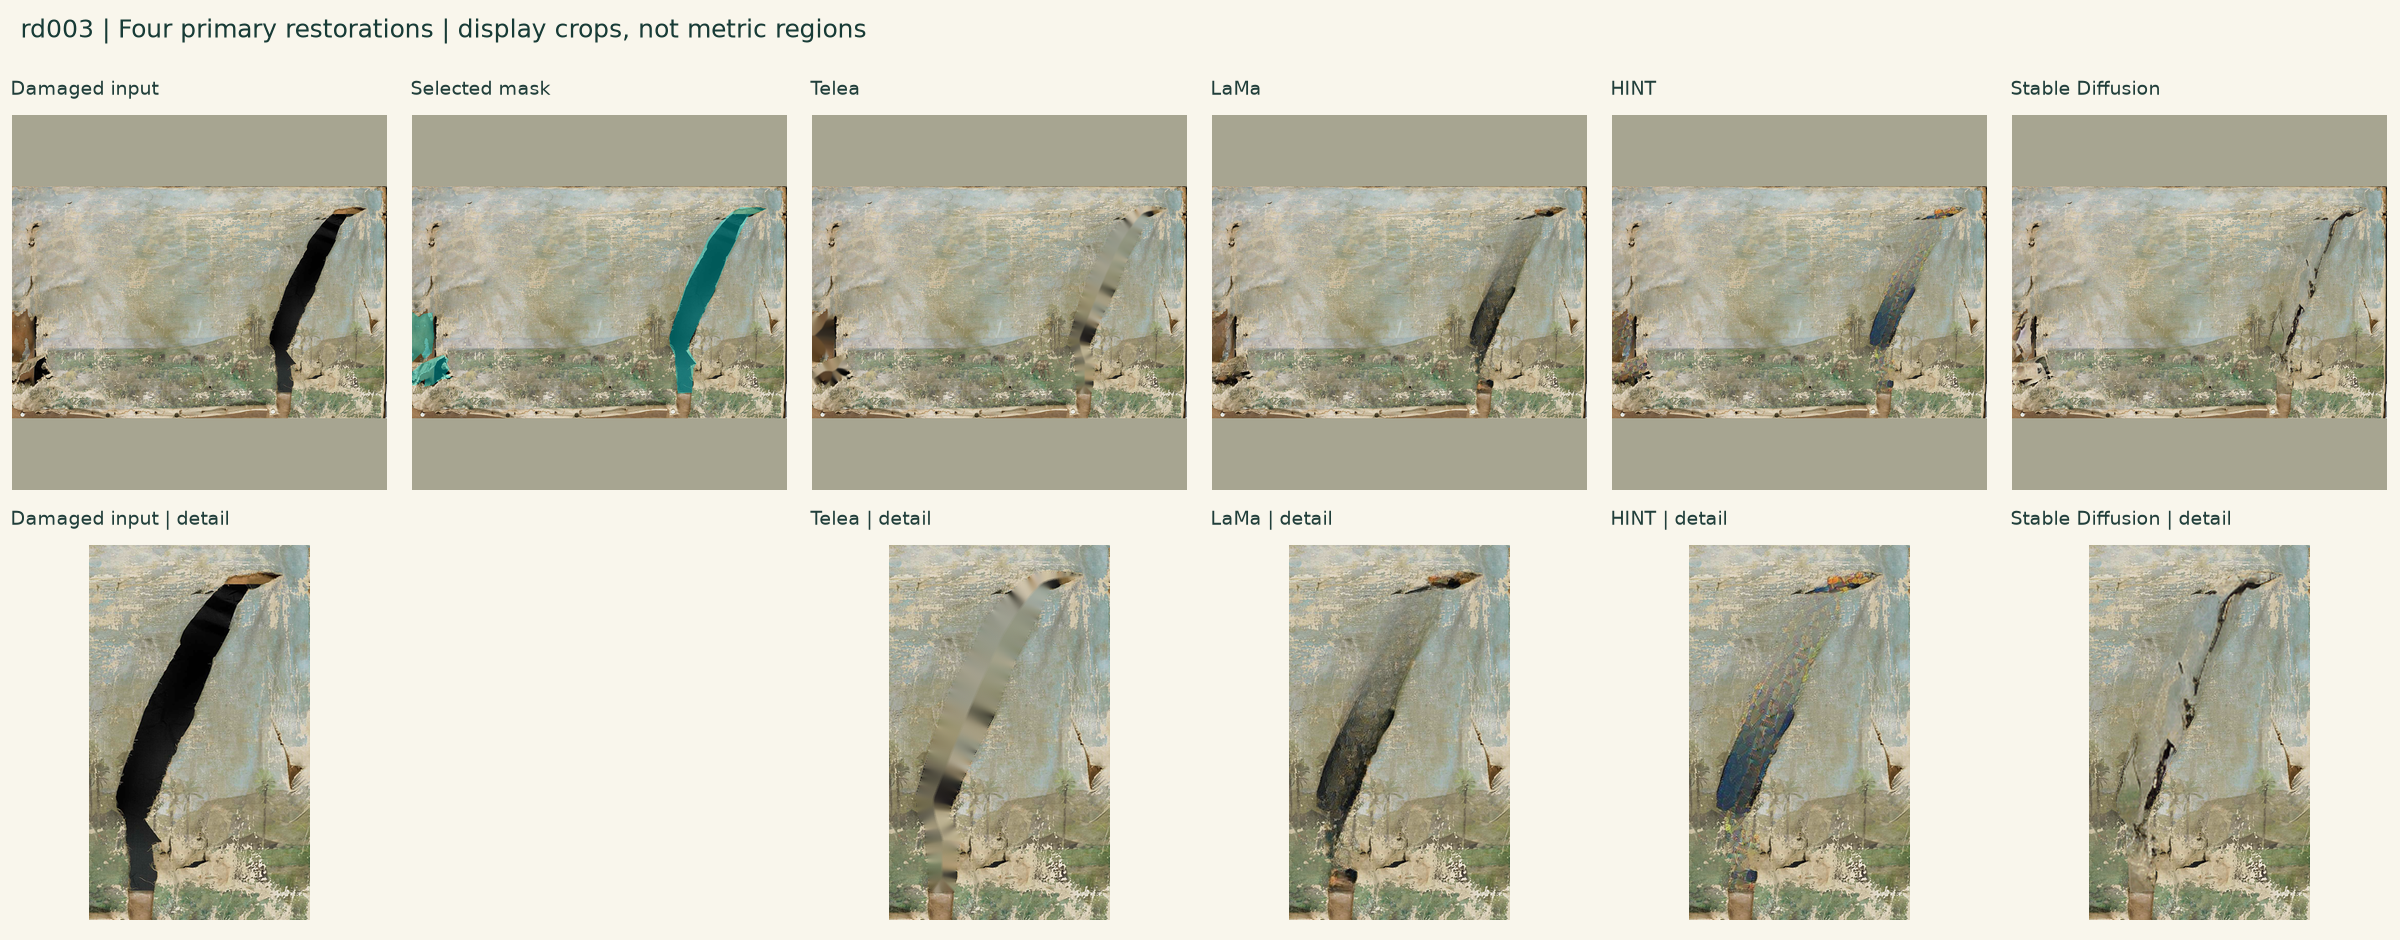 rd003 | Four primary restorations | display crops, not metric regions
Damaged input
Selected mask
Telea
LaMa
HINT
Stable Diffusion
Damaged input | detail
Telea | detail
LaMa | detail
HINT | detail
Stable Diffusion | detail